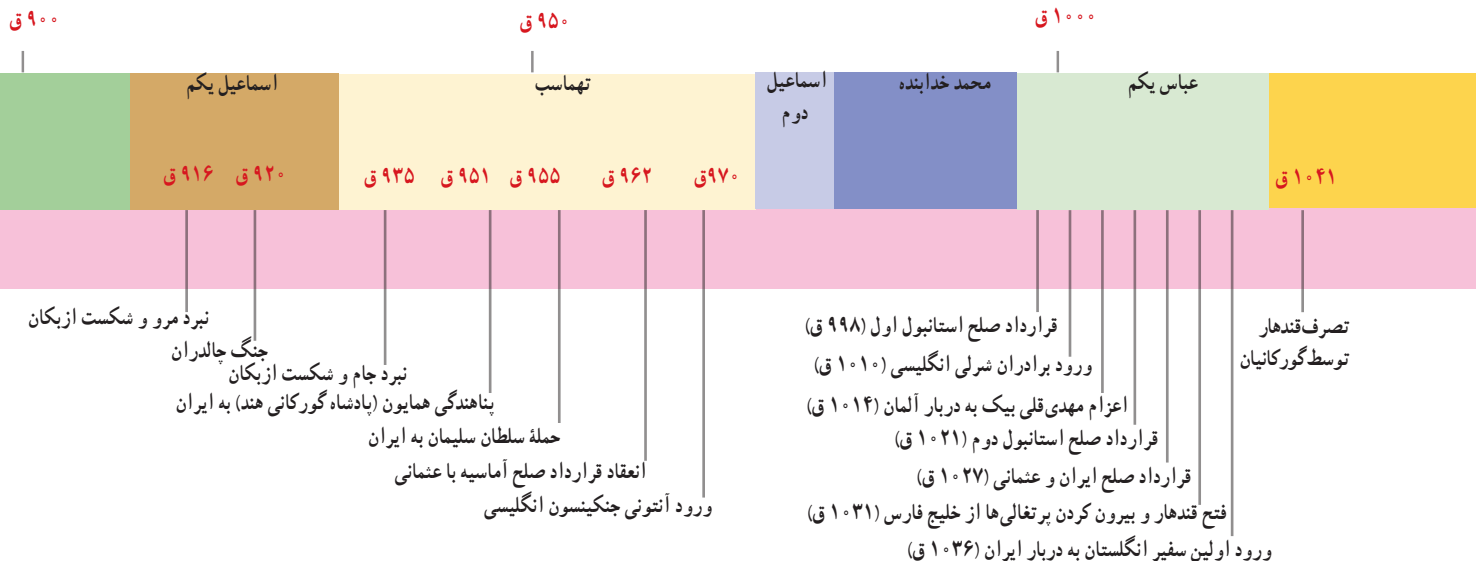 ۹۰۰ ق
۹۵۰ ق
۱۰۰۰ ق
اسماعیل یکم
تهماسب
اسماعیل
دوم
محمد خدابنده
عباس یکم
۹۱۶ ق
۹۲۰ ق
۹۳۵ ق
۹۵۱ ق
۹۵۵ ق
۹۶۲ ق
۹۷۰ ق
۱۰۴۱ ق
نبرد مرو و شکست ازبکان
جنگ چالدران
نبرد جام و شکست ازبکان
پناهندگی همایون (پادشاه گورکانی هند) به ایران
حملهٔ سلطان سلیمان به ایران
انعقاد قرارداد صلح آماسیه با عثمانی
ورود آنتونی جنکینسون انگلیسی
قرارداد صلح استانبول اول (۹۹۸ ق)
ورود برادران شرلی انگلیسی (۱۰۱۰ ق)
اعزام مهدی‌قلی بیک به دربار آلمان (۱۰۱۴ ق)
قرارداد صلح استانبول دوم (۱۰۲۱ ق)
قرارداد صلح ایران و عثمانی (۱۰۲۷ ق)
فتح قندهار و بیرون کردن پرتغالی‌ها از خلیج فارس (۱۰۳۱ ق)
ورود اولین سفیر انگلستان به دربار ایران (۱۰۳۶ ق)
تصرف قندهار
توسط گورکانیان